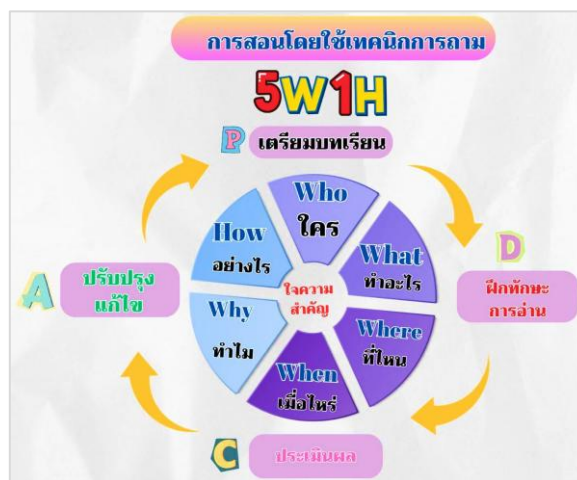 การสอนโดยใช้เทคนิกการถาม
5W1H
P เตรียมบทเรียน
Who
ใคร
What
ทำอะไร
Where
ที่ไหน
When
เมื่อไหร่
Why
ทำไม
How
อย่างไร
ใจความ
สำคัญ
D
ฝึกทักษะ
การอ่าน
C ประเมินผล
A ปรับปรุง
แก้ไข